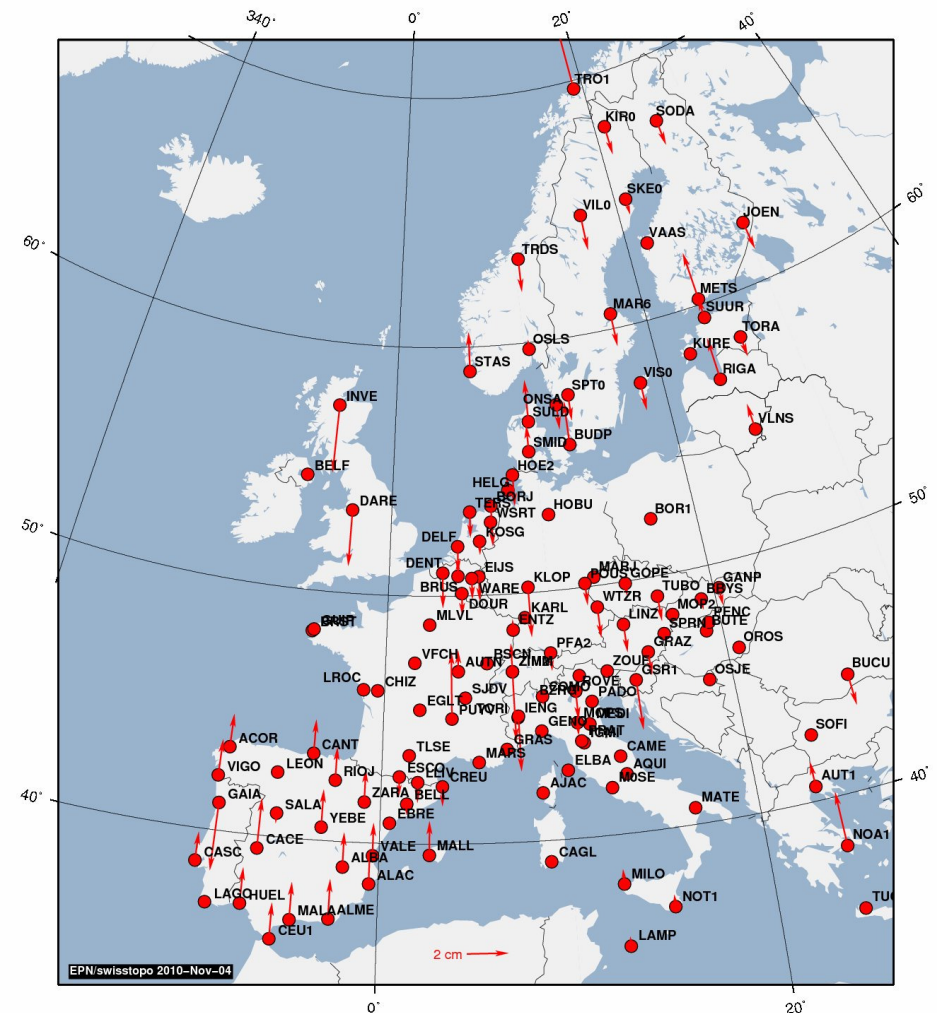 340˚
0˚
20˚
40˚
TRO1
KIR0
SODA
SKE0
60˚
VIL0
JOEN
VAAS
60˚
TRDS
METS
MAR6
SUUR
TORA
OSLS
KURE
STAS
RIGA
VIS0
SPT0
INVE
ONSA
SULD
VLNS
BUDP
SMID
BELF
HOE2
HELG
BORJ
50˚
DARE
TERS
HOBU
BOR1
WSRT
50˚
KOSG
DELF
DENT
EIJS
MARJ
POUS
GOPE
KLOP
GANP
BRUS
WARE
TUBO
BBYS
WTZR
DOUR
KARL
MOP2
PENC
MLVL
ENTZ
LINZ
SPRN
BUTE
PFA2
GRAZ
OROS
VFCH
BSCN
AUTN
ZIMM
ZOUF
GSR1
BUCU
LROC
CHIZ
OSJE
SJDV
ROVE
COMO
PADO
EGLT
PUYV
IENG
GENO
SOFI
ACOR
CANT
TLSE
GRAS
MARS
CAME
VIGO
LEON
RIOJ
ESCO
LLIV
CREU
ELBA
AQUI
AUT1
40˚
GAIA
ZARA
BELL
AJAC
M0SE
40˚
SALA
EBRE
MATE
YEBE
CACE
VALE
MALL
NOA1
CASC
ALBA
CAGL
ALAC
MILO
LAGO
HUEL
NOT1
TU
MALA
ALME
CEU1
LAMP
2 cm
EPN/swisstopo 2010−Nov−04
0˚
20˚